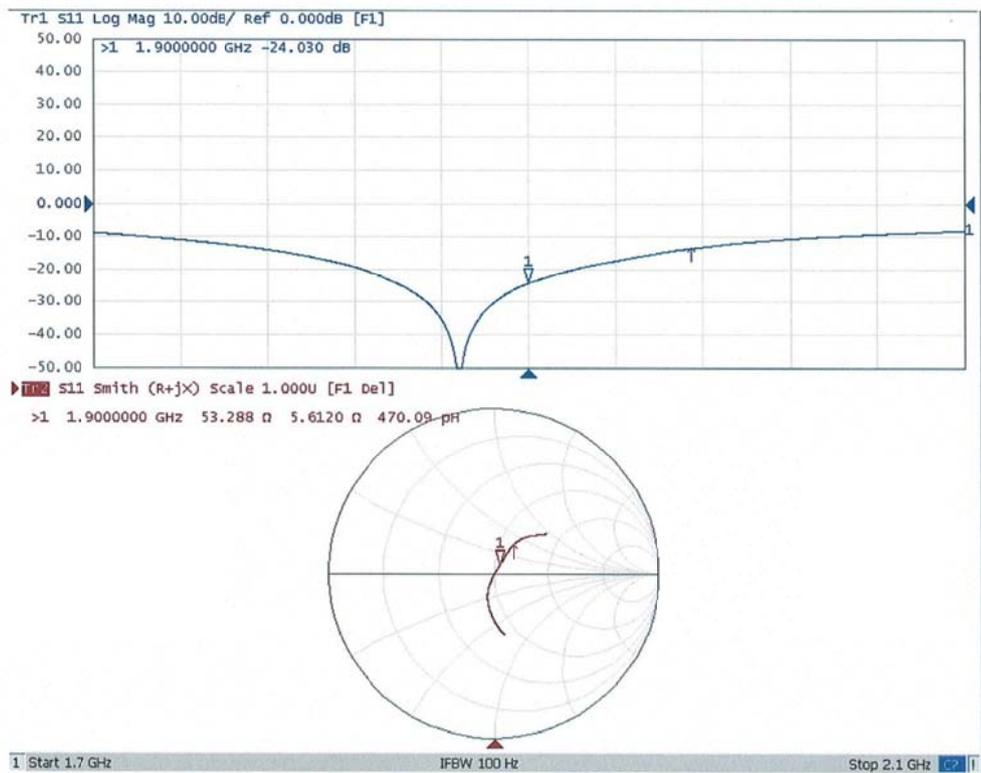 Tr1 S11 Log Mag 10.00dB/ Ref 0.000dB [F1]
50.00
>1 1.9000000 GHz -24.030 dB
40.00
30.00
20.00
10.00
0.000
-10.00
1
1
-20.00
-30.00
-40.00
-50.00
Tr2 S11 Smith (R+jX) Scale 1.000U [F1 Del]
>1 1.9000000 GHz 53.288 Ω 5.6120 Ω 470.09 pH
1
1 Start 1.7 GHz IFBW 100 Hz Stop 2.1 GHz C?